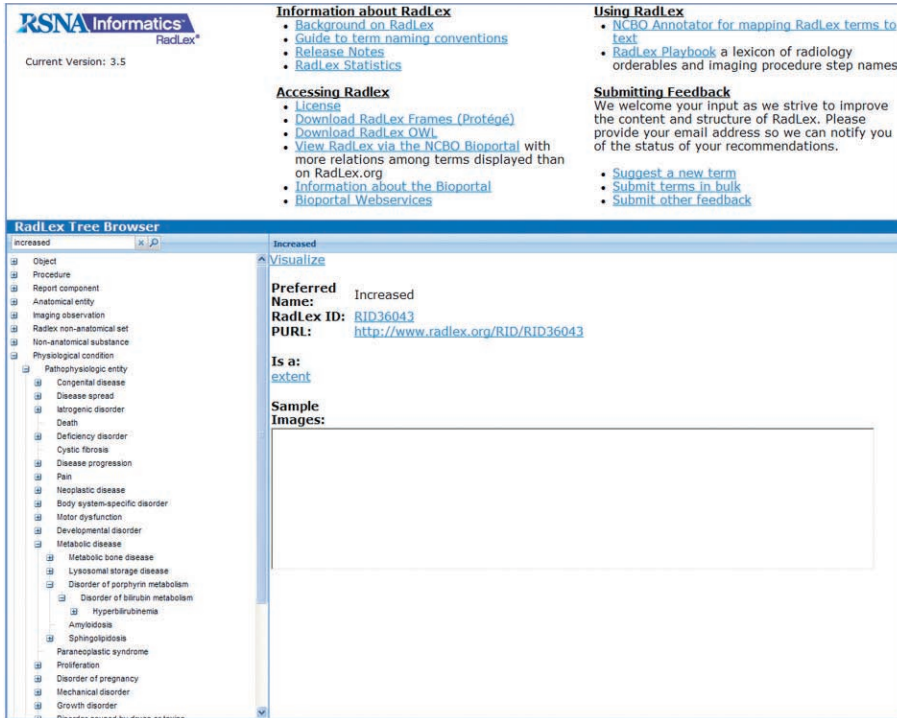 RSNA Informatics
RadLex®
Current Version: 3.5
Information about RadLex
Background on RadLex
Guide to term naming conventions
Release Notes
RadLex Statistics
Accessing Radlex
License
Download RadLex Frames (Protégé)
Download RadLex OWL
View RadLex via the NCBO Bioportal with
more relations among terms displayed than
on RadLex.org
Information about the Bioportal
Bioportal Webservices
Using RadLex
NCBO Annotator for mapping RadLex terms to
text
RadLex Playbook a lexicon of radiology
orderables and imaging procedure step names
Submitting Feedback
We welcome your input as we strive to improve
the content and structure of RadLex. Please
provide your email address so we can notify you
of the status of your recommendations.
Suggest a new term
Submit terms in bulk
Submit other feedback
RadLex Tree Browser
increased
Object
Procedure
Report component
Anatomical entity
Imaging observation
Radlex non-anatomical set
Non-anatomical substance
Physiological condition
Pathophysiologic entity
Congenital disease
Disease spread
Iatrogenic disorder
Death
Deficiency disorder
Cystic fibrosis
Disease progression
Pain
Neoplastic disease
Body system-specific disorder
Motor dysfunction
Developmental disorder
Metabolic disease
Metabolic bone disease
Lysosomal storage disease
Disorder of porphyrin metabolism
Disorder of bilirubin metabolism
Hyperbilirubinemia
Amyloidosis
Sphingolipidosis
Paraneoplastic syndrome
Proliferation
Disorder of pregnancy
Mechanical disorder
Growth disorder
Increased
Visualize
Preferred
Name: Increased
RadLex ID: RID36043
PURL: http://www.radlex.org/RID/RID36043
Is a:
extent
Sample
Images: